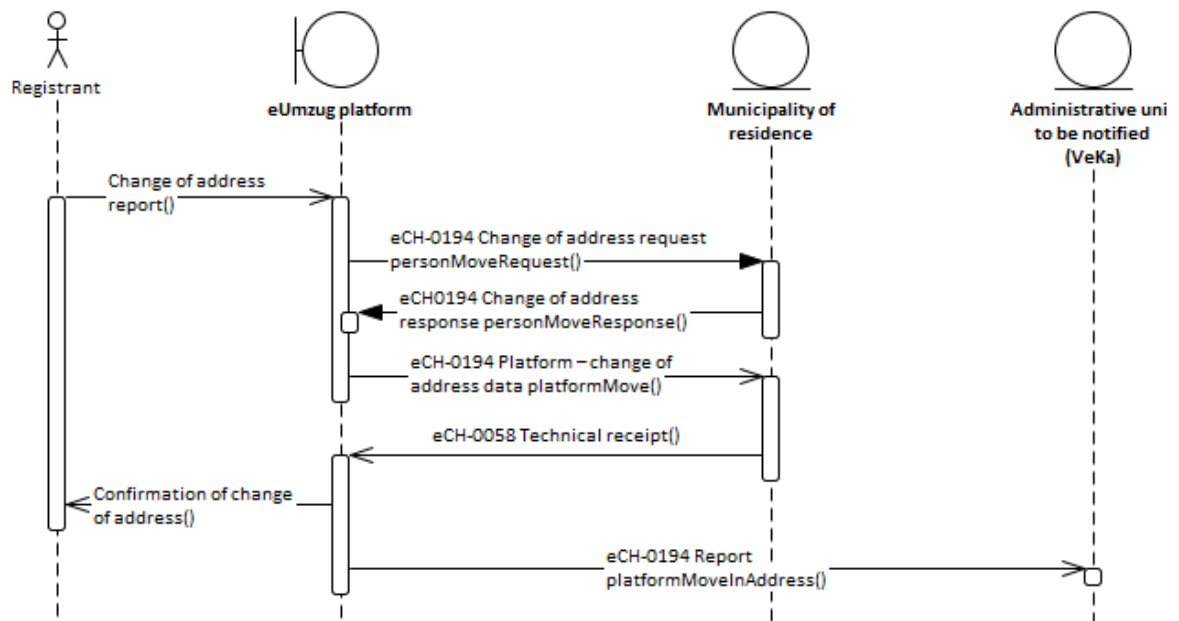 Registrant
eUmzug platform
Municipality of
residence
Administrative uni
to be notified
(VeKa)
Change of address
report()
eCH-0194 Change of address request
personMoveRequest()
eCH0194 Change of address
response personMoveResponse()
eCH-0194 Platform – change of
address data platformMove()
eCH-0058 Technical receipt()
Confirmation of change
of address()
eCH-0194 Report
platformMoveInAddress()